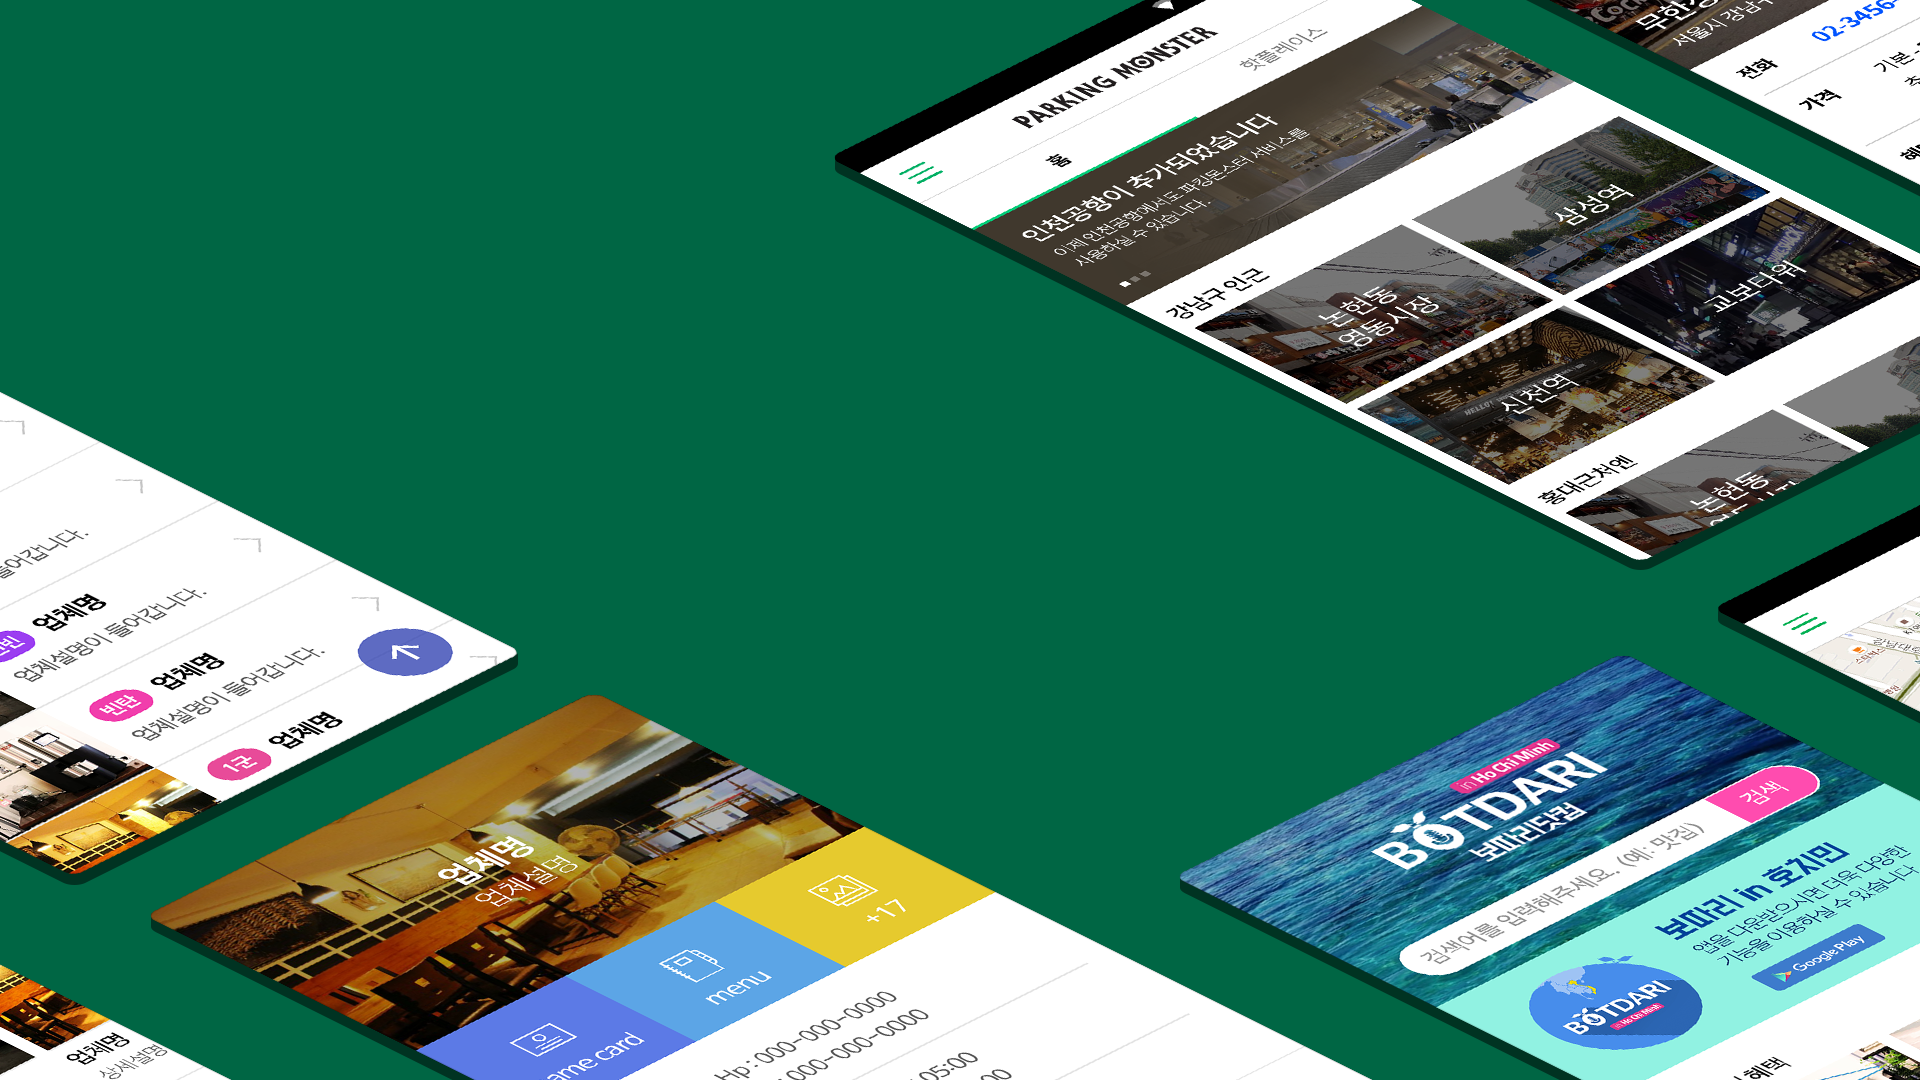 PARKING MONSTER
홈
핫플레이스
인천공항이 추가되었습니다
이제 인천공항에서도 파킹몬스터 서비스를
사용하실 수 있습니다.
강남구 인근
논현동
영동시장
삼성역
신천역
교보타워
홍대근처엔
논현동
서울시 강남구
전화
02-3456-
가격
기본
들어갑니다.
업체명
업체설명이 들어갑니다.
빈탄
업체명
업체설명이 들어갑니다.
1군
업체명
업체명
상세설명
업체명
업체설명
menu
+17
Hp : 000-000-0000
000-000-0000
05:00
in Ho Chi Minh
BOTDARI
보따리닷컴
검색어를 입력해주세요. (예: 맛집)
검색
보따리 in 호치민
앱을 다운받으시면 더욱 다양한
기능을 이용하실 수 있습니다
Google Play
BOTDARI
in Ho Chi Minh
혜택